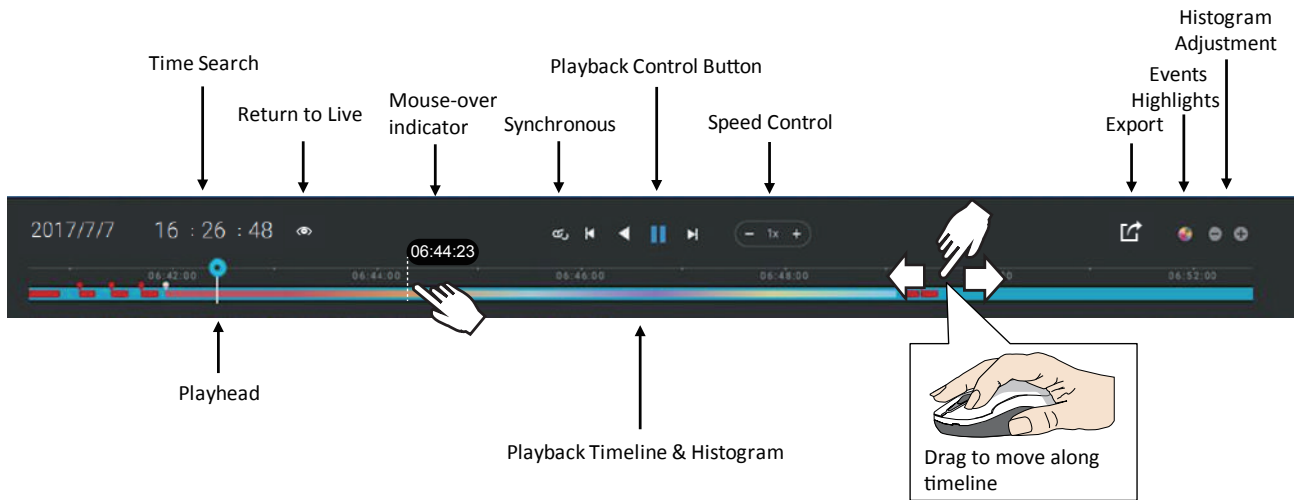 Histogram
Adjustment
Time Search
Playback Control Button
Events
Highlights
Return to Live
Mouse-over
indicator
Synchronous
Speed Control
Export
2017/7/7 16 : 26 : 48
1x
06:44:23
06:42:00 06:44:00 06:46:00 06:48:00 06:52:00
Playhead
Playback Timeline & Histogram
Drag to move along
timeline